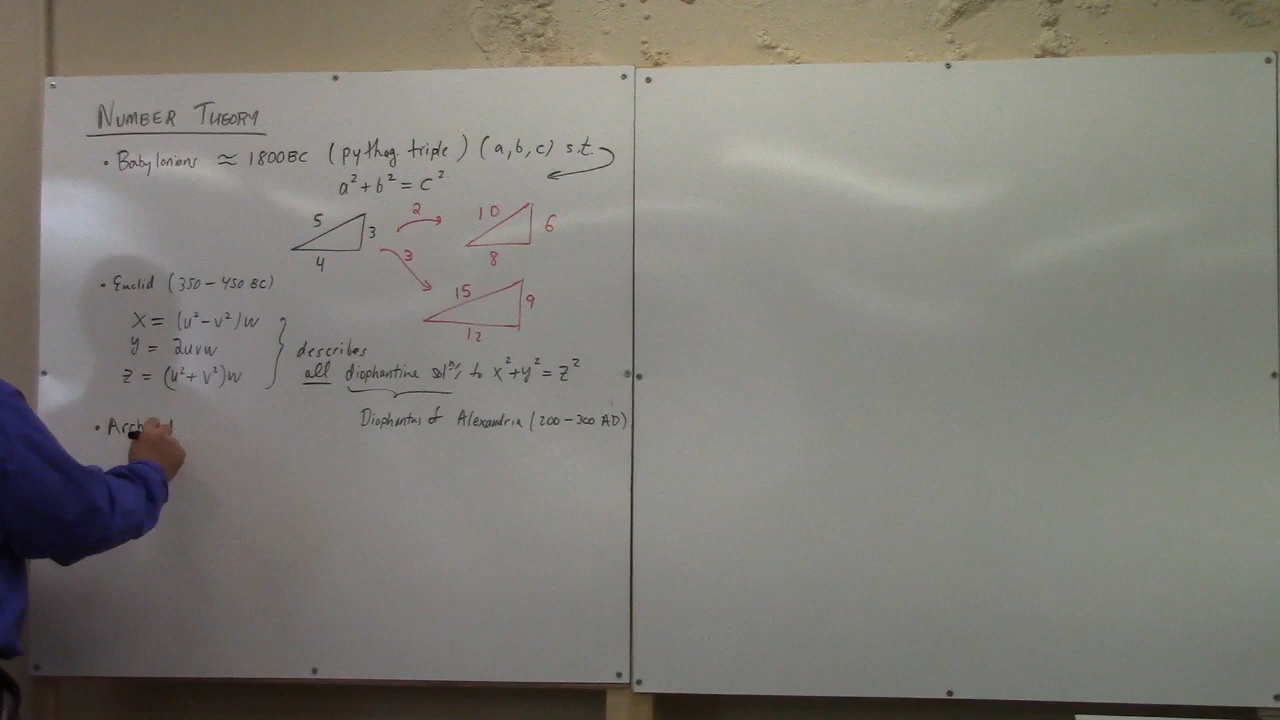 NUMBER THEORY
• Babylonians ≈ 1800BC (pythag. triple) (a, b, c) s.t.
a² + b² = c²
5 3 4
2
10 6 8
3
15 9 12
• Euclid (350 – 450 BC)
x = (u² – v²)w
y = 2uvw
z = (u² + v²)w
describes
all diophantine solⁿ/s to x² + y² = z²
Diophantus of Alexandria (200 – 300 AD)